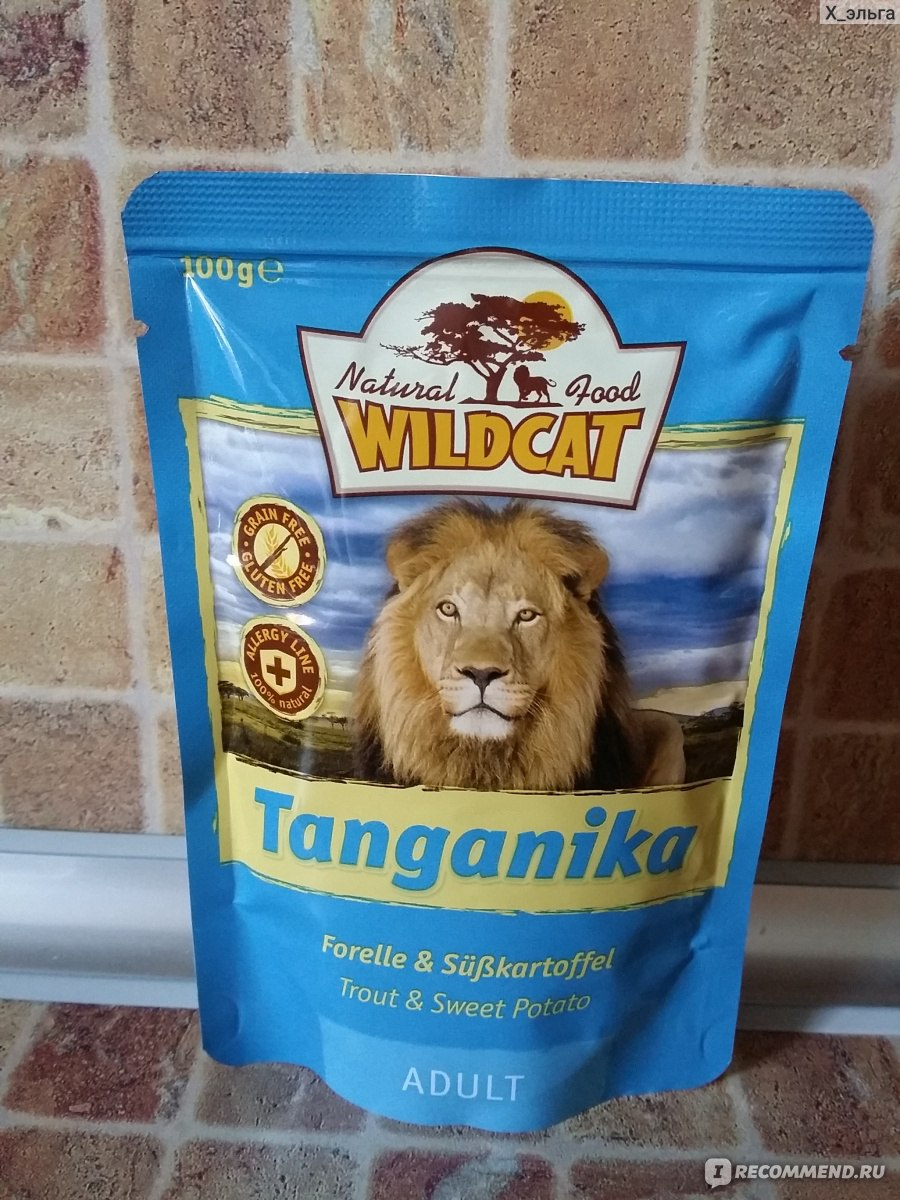 X_эльга
100g℮
Natural Food
WILDCAT
GRAIN FREE
GLUTEN FREE
ALLERGY LINE
100% natural
Tanganika
Forelle & Süßkartoffel
Trout & Sweet Potato
ADULT
I RECOMMEND.RU